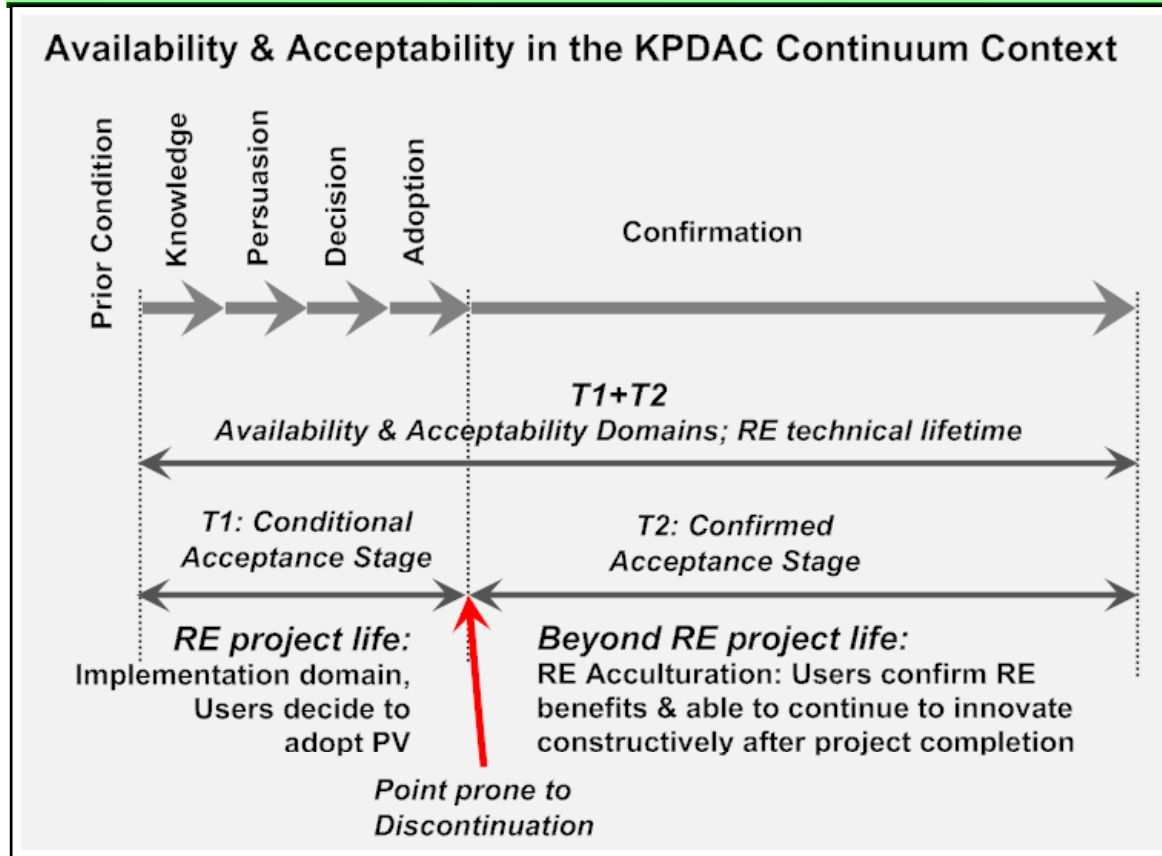 Availability & Acceptability in the KPDAC Continuum Context
Prior Condition
Knowledge
Persuasion
Decision
Adoption
Confirmation
T1+T2
Availability & Acceptability Domains; RE technical lifetime
T1: Conditional
Acceptance Stage
T2: Confirmed
Acceptance Stage
RE project life:
Implementation domain,
Users decide to
adopt PV
Beyond RE project life:
RE Acculturation: Users confirm RE
benefits & able to continue to innovate
constructively after project completion
Point prone to
Discontinuation